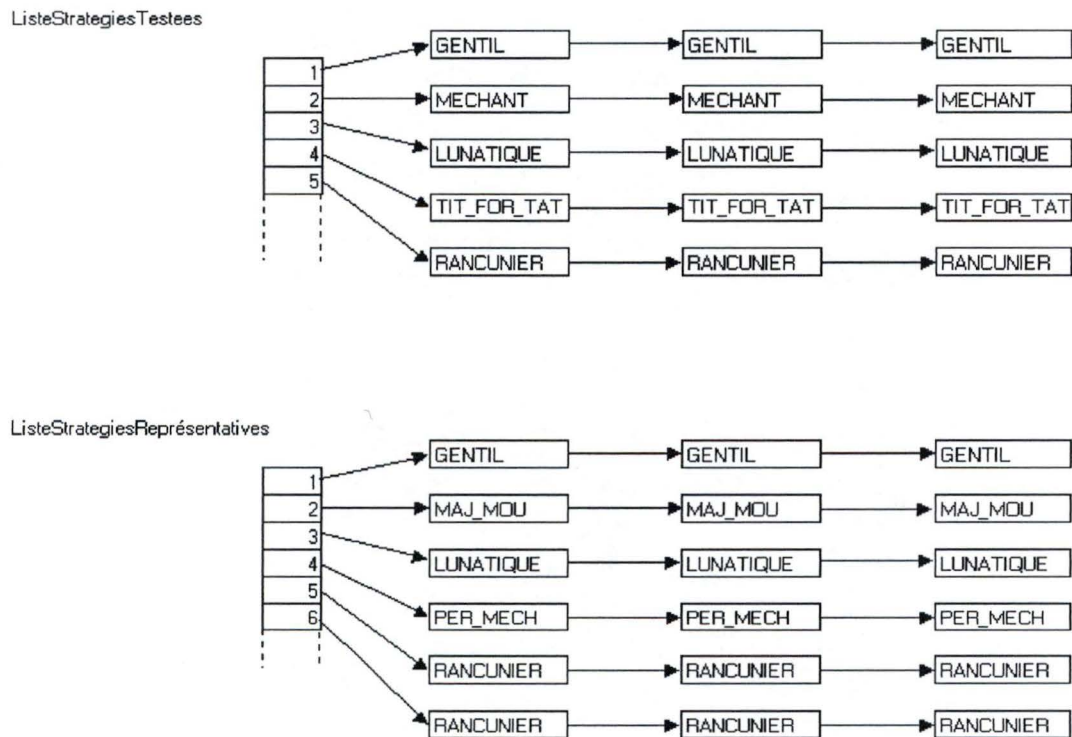 ListeStrategiesTestees
1 GENTIL GENTIL GENTIL
2 MECHANT MECHANT MECHANT
3 LUNATIQUE LUNATIQUE LUNATIQUE
4 TIT_FOR_TAT TIT_FOR_TAT TIT_FOR_TAT
5 RANCUNIER RANCUNIER RANCUNIER
ListeStrategiesReprésentatives
1 GENTIL GENTIL GENTIL
2 MAJ_MOU MAJ_MOU MAJ_MOU
3 LUNATIQUE LUNATIQUE LUNATIQUE
4 PER_MECH PER_MECH PER_MECH
5 RANCUNIER RANCUNIER RANCUNIER
6 RANCUNIER RANCUNIER RANCUNIER